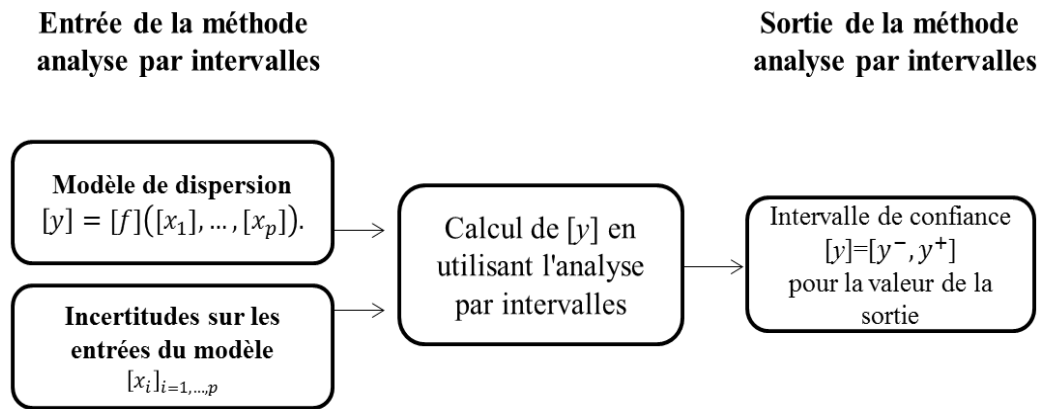 Entrée de la méthode
analyse par intervalles
Sortie de la méthode
analyse par intervalles
Modèle de dispersion
[y] = [f]([x₁], … , [xₚ]).
Incertitudes sur les
entrées du modèle
[xᵢ]ᵢ₌₁,…,ₚ
Calcul de [y] en
utilisant l'analyse
par intervalles
Intervalle de confiance
[y]=[y⁻, y⁺]
pour la valeur de la
sortie